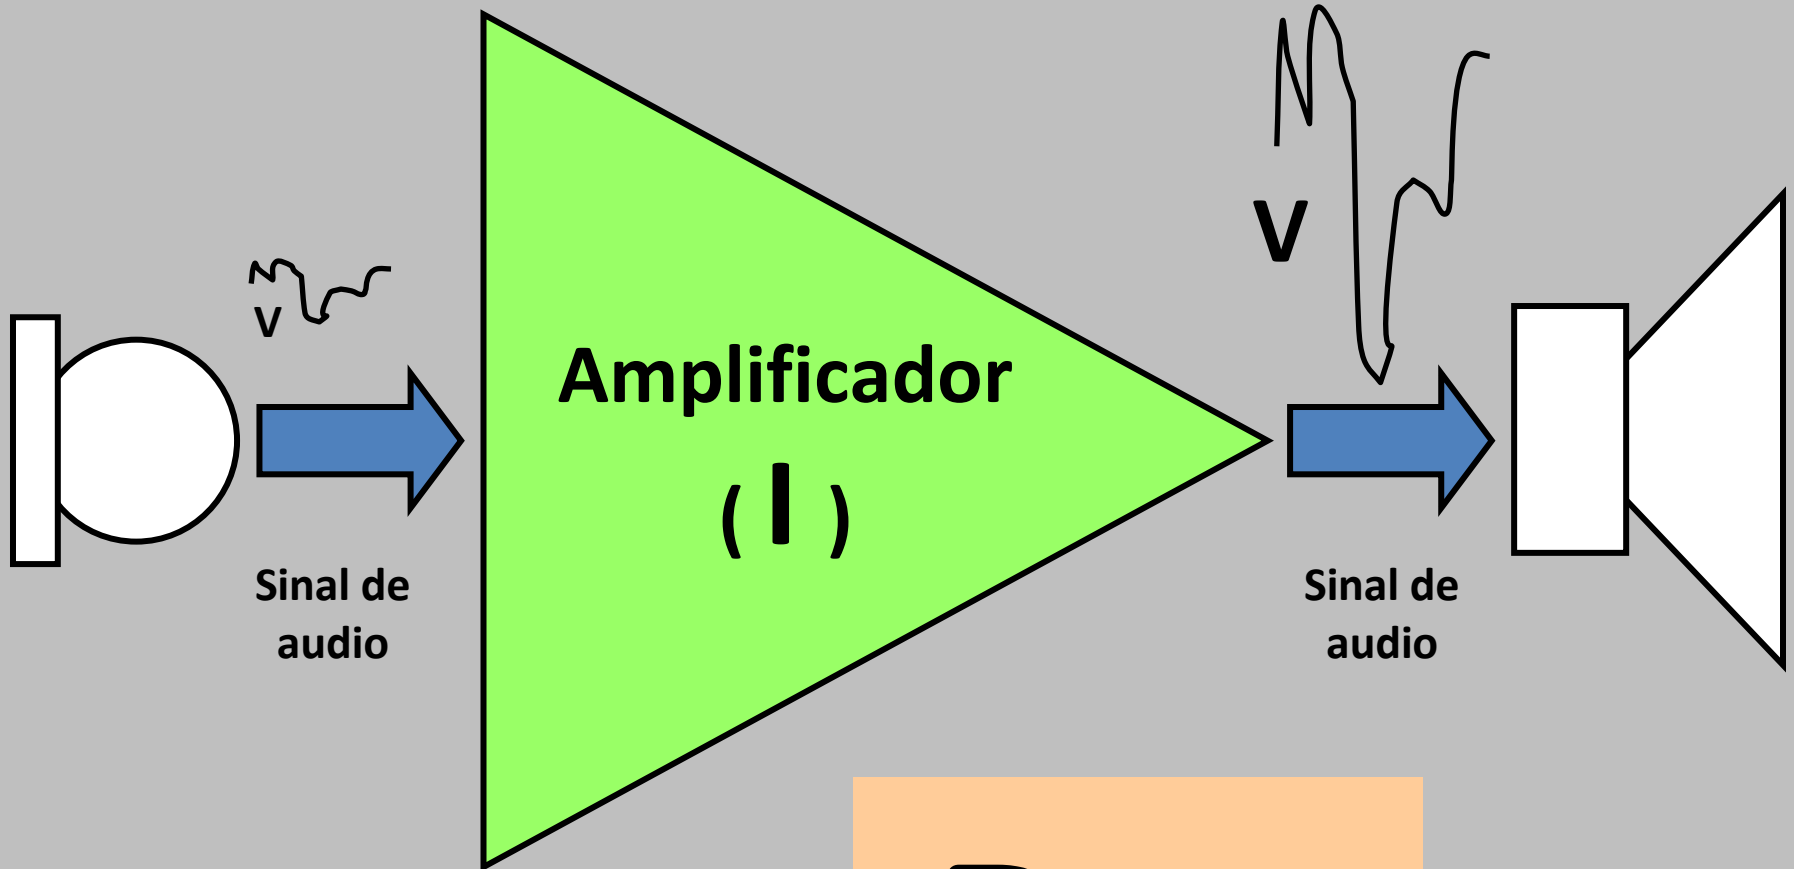 V
V
Amplificador
( I )
Sinal de
audio
Sinal de
audio